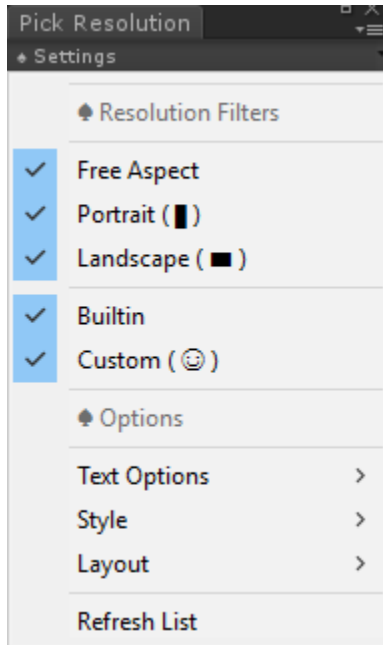 Pick Resolution
♠ Settings
♠ Resolution Filters
Free Aspect
Portrait (▮)
Landscape ( ▬ )
Builtin
Custom ( ☺ )
♠ Options
Text Options
Style
Layout
Refresh List